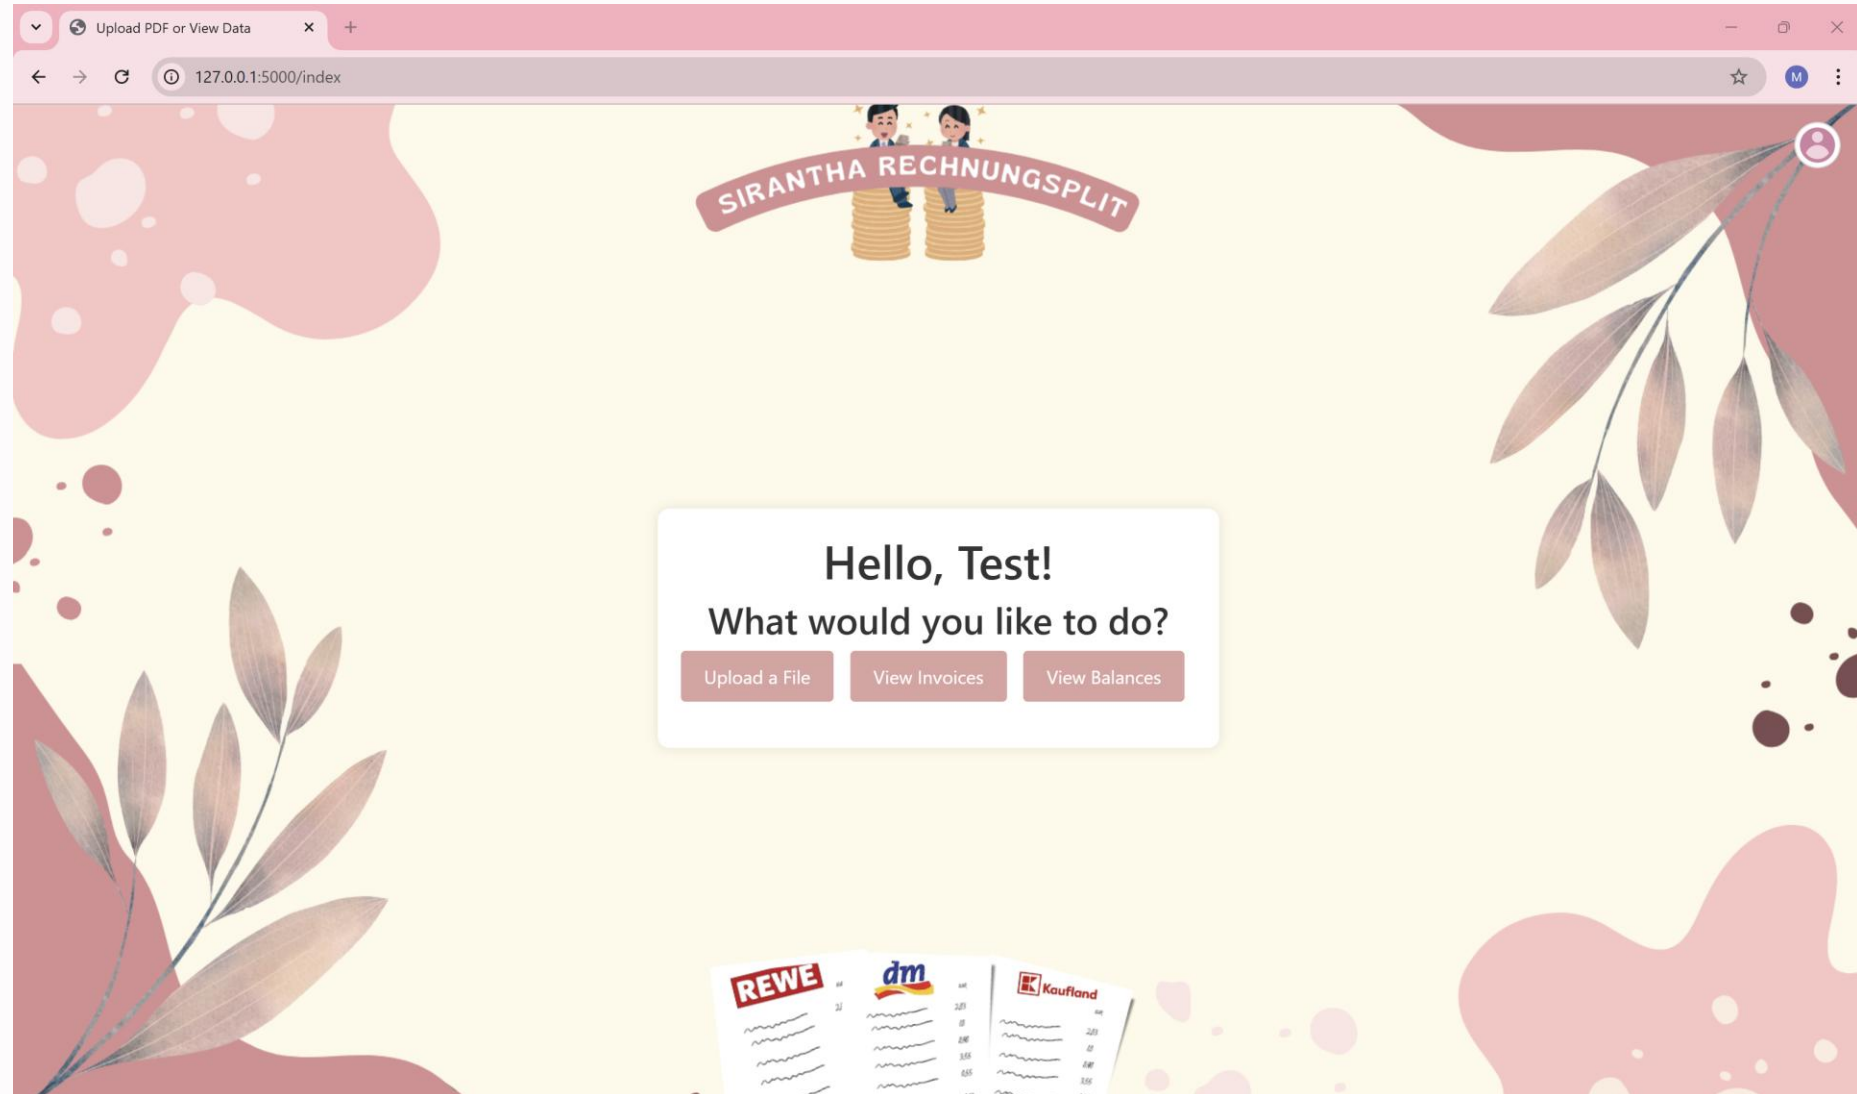 Upload PDF or View Data
127.0.0.1:5000/index
M
SIRANTHA RECHNUNGSPLIT
Hello, Test!
What would you like to do?
Upload a File
View Invoices
View Balances
REWE
dm
Kaufland